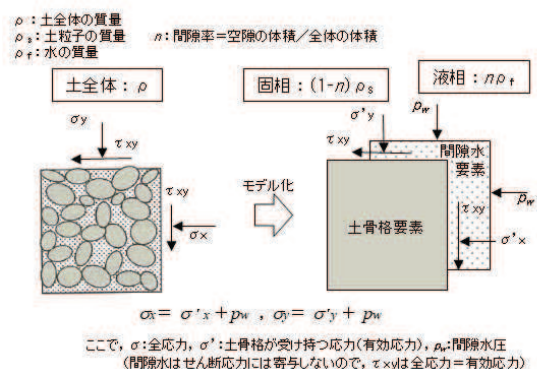 ρ：土全体の質量
ρs：土粒子の質量　n：間隙率＝空隙の体積／全体の体積
ρf：水の質量
土全体：ρ
固相：(1-n)ρs
液相：nρf
σy
τxy
τxy
σx
モデル化
σ'y
τxy
pw
間隙水
要素
pw
τxy
σ'x
土骨格要素
σx= σ'x+pw , σy= σ'y+pw
ここで, σ:全応力, σ':土骨格が受け持つ応力(有効応力), pw:間隙水圧
(間隙水はせん断応力には寄与しないので, τxyは全応力＝有効応力)